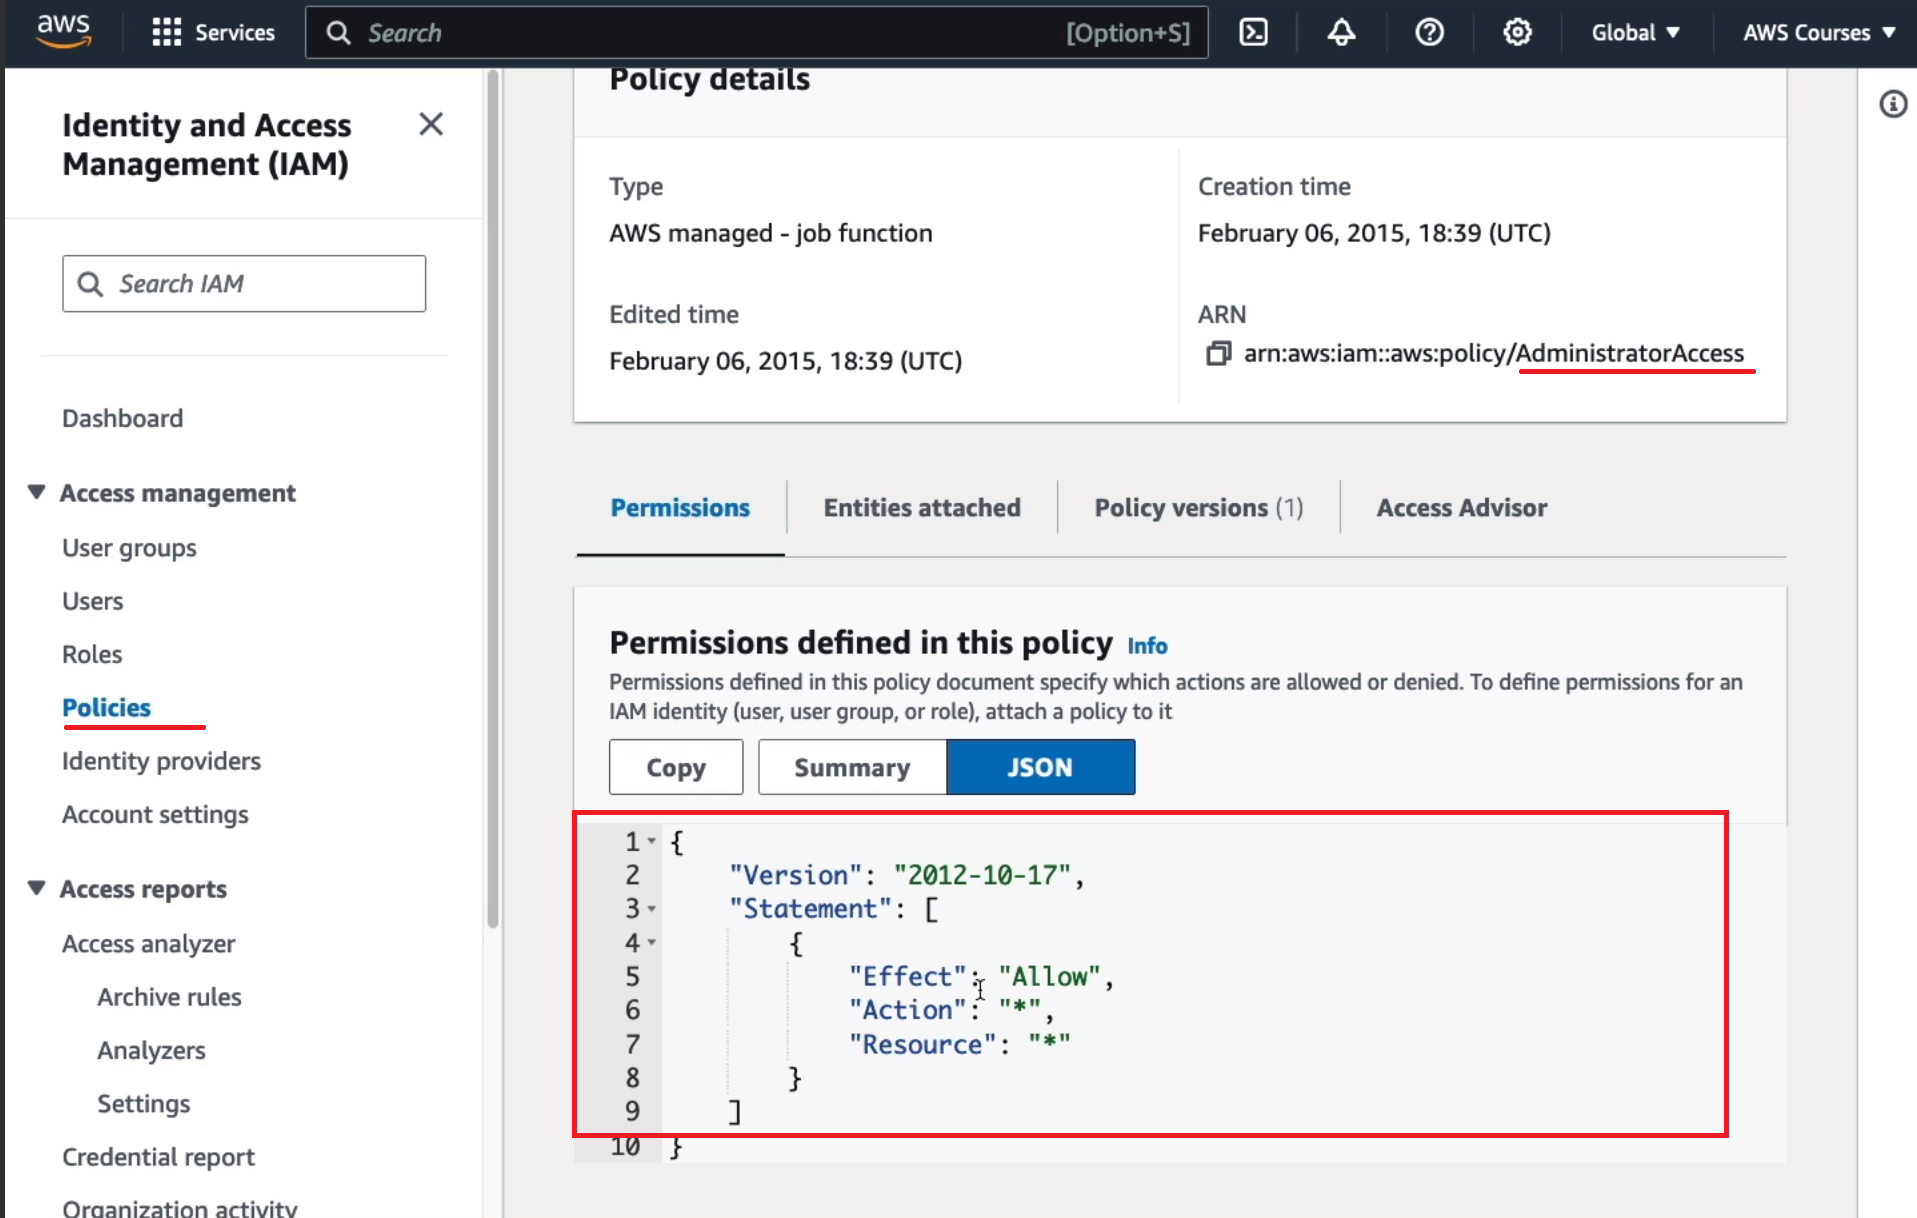 aws
Services
Search
[Option+S]
Global
AWS Courses
Identity and Access
Management (IAM)
Search IAM
Dashboard
Access management
User groups
Users
Roles
Policies
Identity providers
Account settings
Access reports
Access analyzer
Archive rules
Analyzers
Settings
Credential report
Organization activity
Policy details
Type
AWS managed - job function
Creation time
February 06, 2015, 18:39 (UTC)
Edited time
February 06, 2015, 18:39 (UTC)
ARN
arn:aws:iam::aws:policy/AdministratorAccess
Permissions
Entities attached
Policy versions (1)
Access Advisor
Permissions defined in this policy Info
Permissions defined in this policy document specify which actions are allowed or denied. To define permissions for an
IAM identity (user, user group, or role), attach a policy to it
Copy
Summary
JSON
1 {
2 "Version": "2012-10-17",
3 "Statement": [
4 {
5 "Effect": "Allow",
6 "Action": "*",
7 "Resource": "*"
8 }
9 ]
10 }